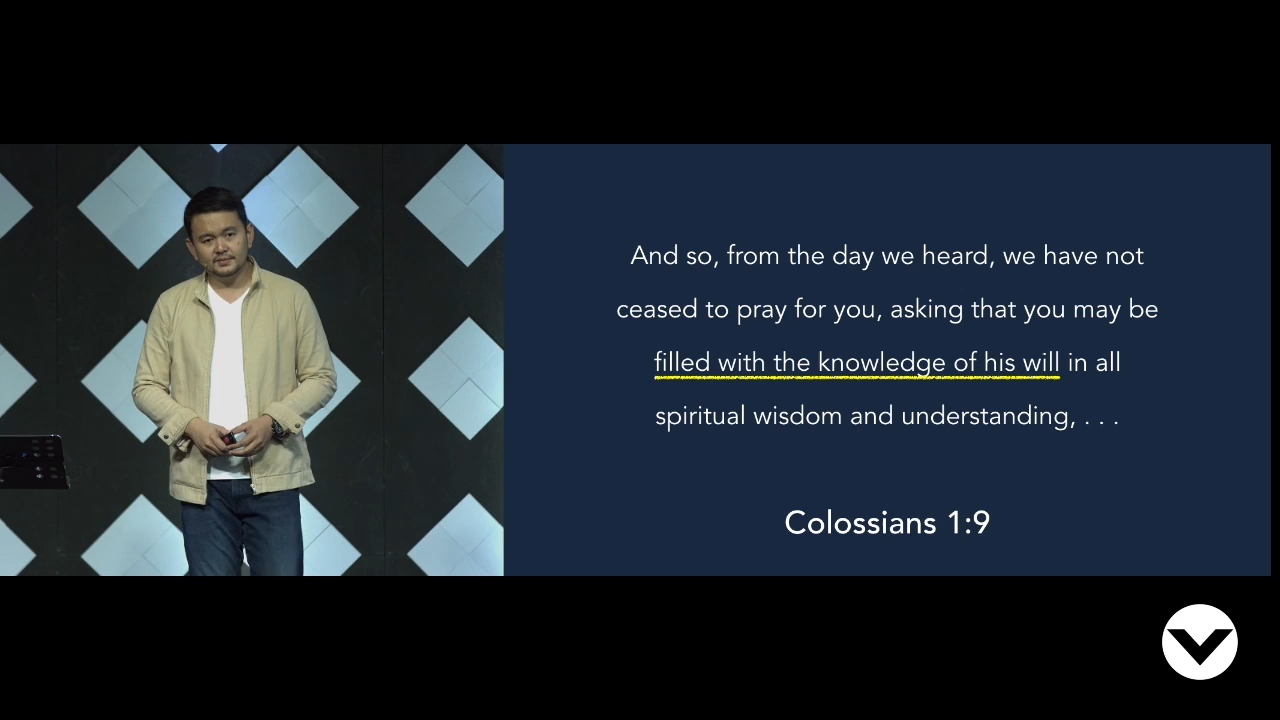 And so, from the day we heard, we have not
ceased to pray for you, asking that you may be
filled with the knowledge of his will in all
spiritual wisdom and understanding, . . .
Colossians 1:9